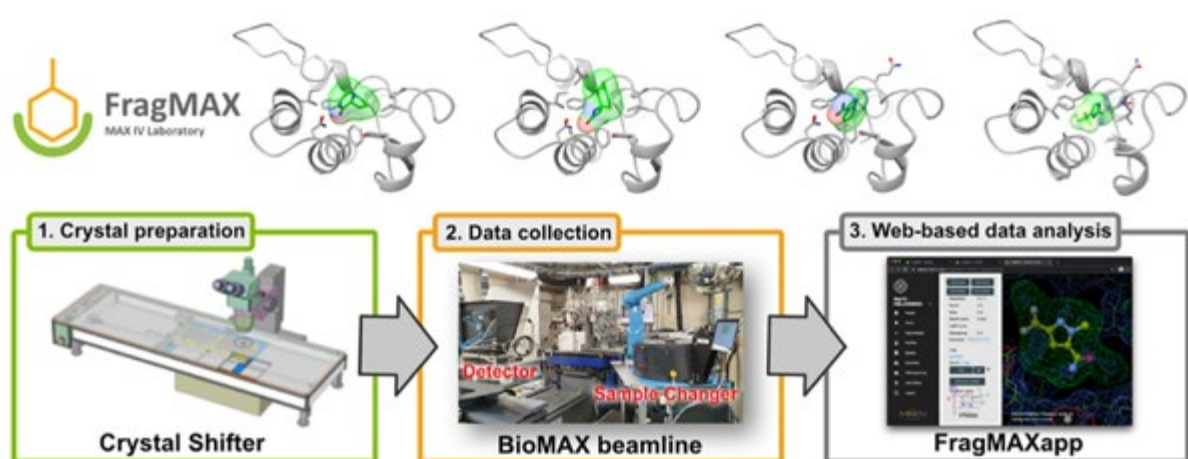 FragMAX
MAX IV Laboratory
1. Crystal preparation
2. Data collection
3. Web-based data analysis
Detector
Sample Changer
Crystal Shifter
BioMAX beamline
FragMAXapp